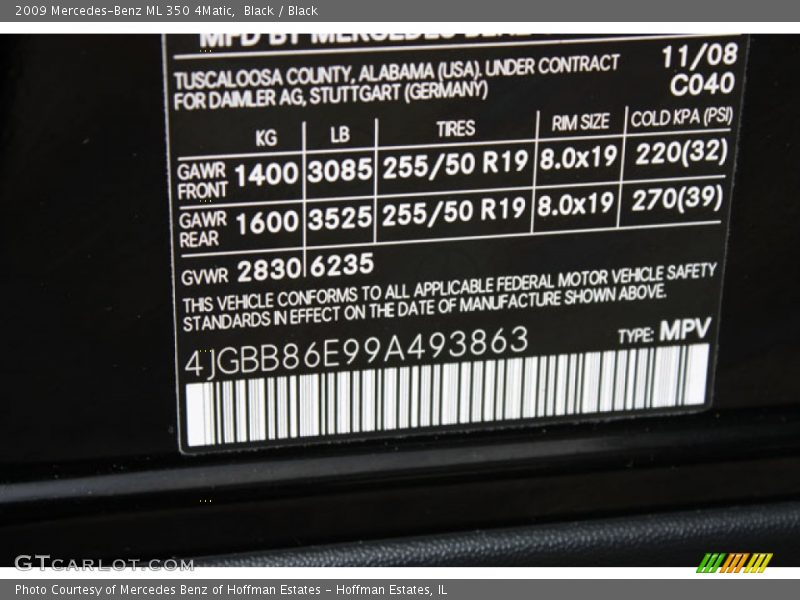 2009 Mercedes-Benz ML 350 4Matic, Black / Black
MFD BY MERCEDES BENZ
TUSCALOOSA COUNTY, ALABAMA (USA). UNDER CONTRACT 11/08
FOR DAIMLER AG, STUTTGART (GERMANY) C040
KG LB TIRES RIM SIZE COLD KPA (PSI)
GAWR FRONT 1400 3085 255/50 R19 8.0x19 220(32)
GAWR REAR 1600 3525 255/50 R19 8.0x19 270(39)
GVWR 2830 6235
THIS VEHICLE CONFORMS TO ALL APPLICABLE FEDERAL MOTOR VEHICLE SAFETY
STANDARDS IN EFFECT ON THE DATE OF MANUFACTURE SHOWN ABOVE.
4JGBB86E99A493863 TYPE: MPV
GTCARLOT.COM
Photo Courtesy of Mercedes Benz of Hoffman Estates - Hoffman Estates, IL